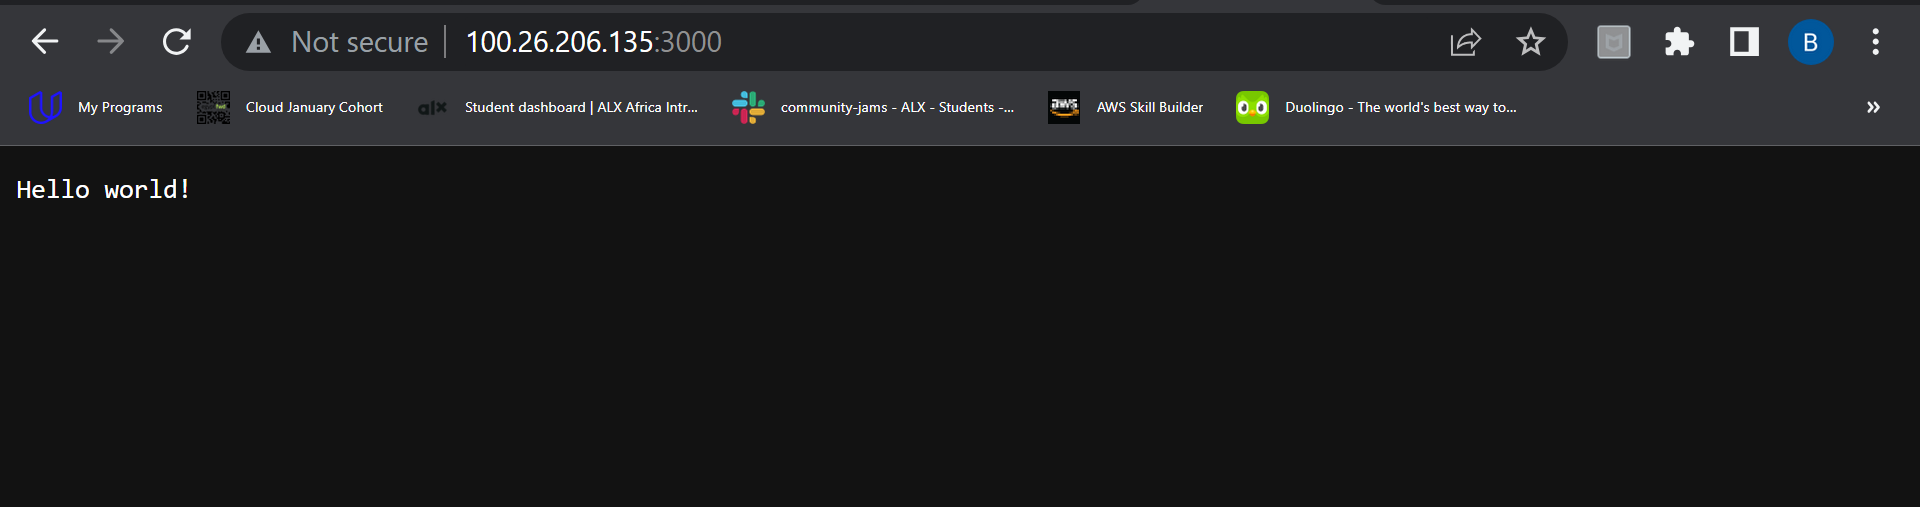 Not secure 100.26.206.135:3000
B
My Programs Cloud January Cohort alx Student dashboard | ALX Africa Intr... community-jams - ALX - Students -... AWS Skill Builder Duolingo - The world's best way to... »
Hello world!